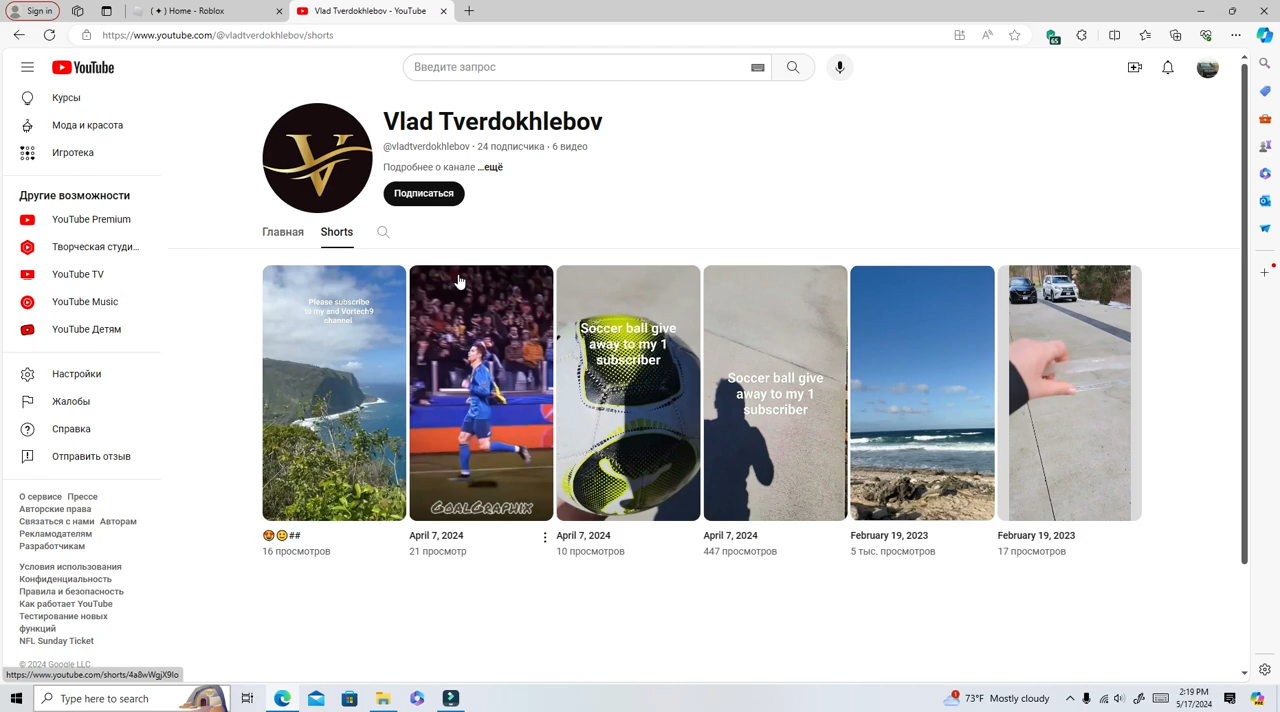 Sign in
( ✦ ) Home - Roblox
Vlad Tverdokhlebov - YouTube
https://www.youtube.com/@vladtverdokhlebov/shorts
65
YouTube
Введите запрос
Курсы
Мода и красота
Игротека
Другие возможности
YouTube Premium
Творческая студи...
YouTube TV
YouTube Music
YouTube Детям
Настройки
Жалобы
Справка
Отправить отзыв
О сервисе Прессе
Авторские права
Связаться с нами Авторам
Рекламодателям
Разработчикам
Условия использования
Конфиденциальность
Правила и безопасность
Как работает YouTube
Тестирование новых
функций
NFL Sunday Ticket
© 2024 Google LLC
Vlad Tverdokhlebov
@vladtverdokhlebov · 24 подписчика · 6 видео
Подробнее о канале ...ещё
Подписаться
Главная
Shorts
Please subscribe
to my and Vortech9
channel
GOALGRAPHIX
Soccer ball give
away to my 1
subscriber
Soccer ball give
away to my 1
subscriber
😍😊##
16 просмотров
April 7, 2024
21 просмотр
April 7, 2024
10 просмотров
April 7, 2024
447 просмотров
February 19, 2023
5 тыс. просмотров
February 19, 2023
17 просмотров
https://www.youtube.com/shorts/4a8wWgjX9Io
Type here to search
73°F Mostly cloudy
2:19 PM
5/17/2024